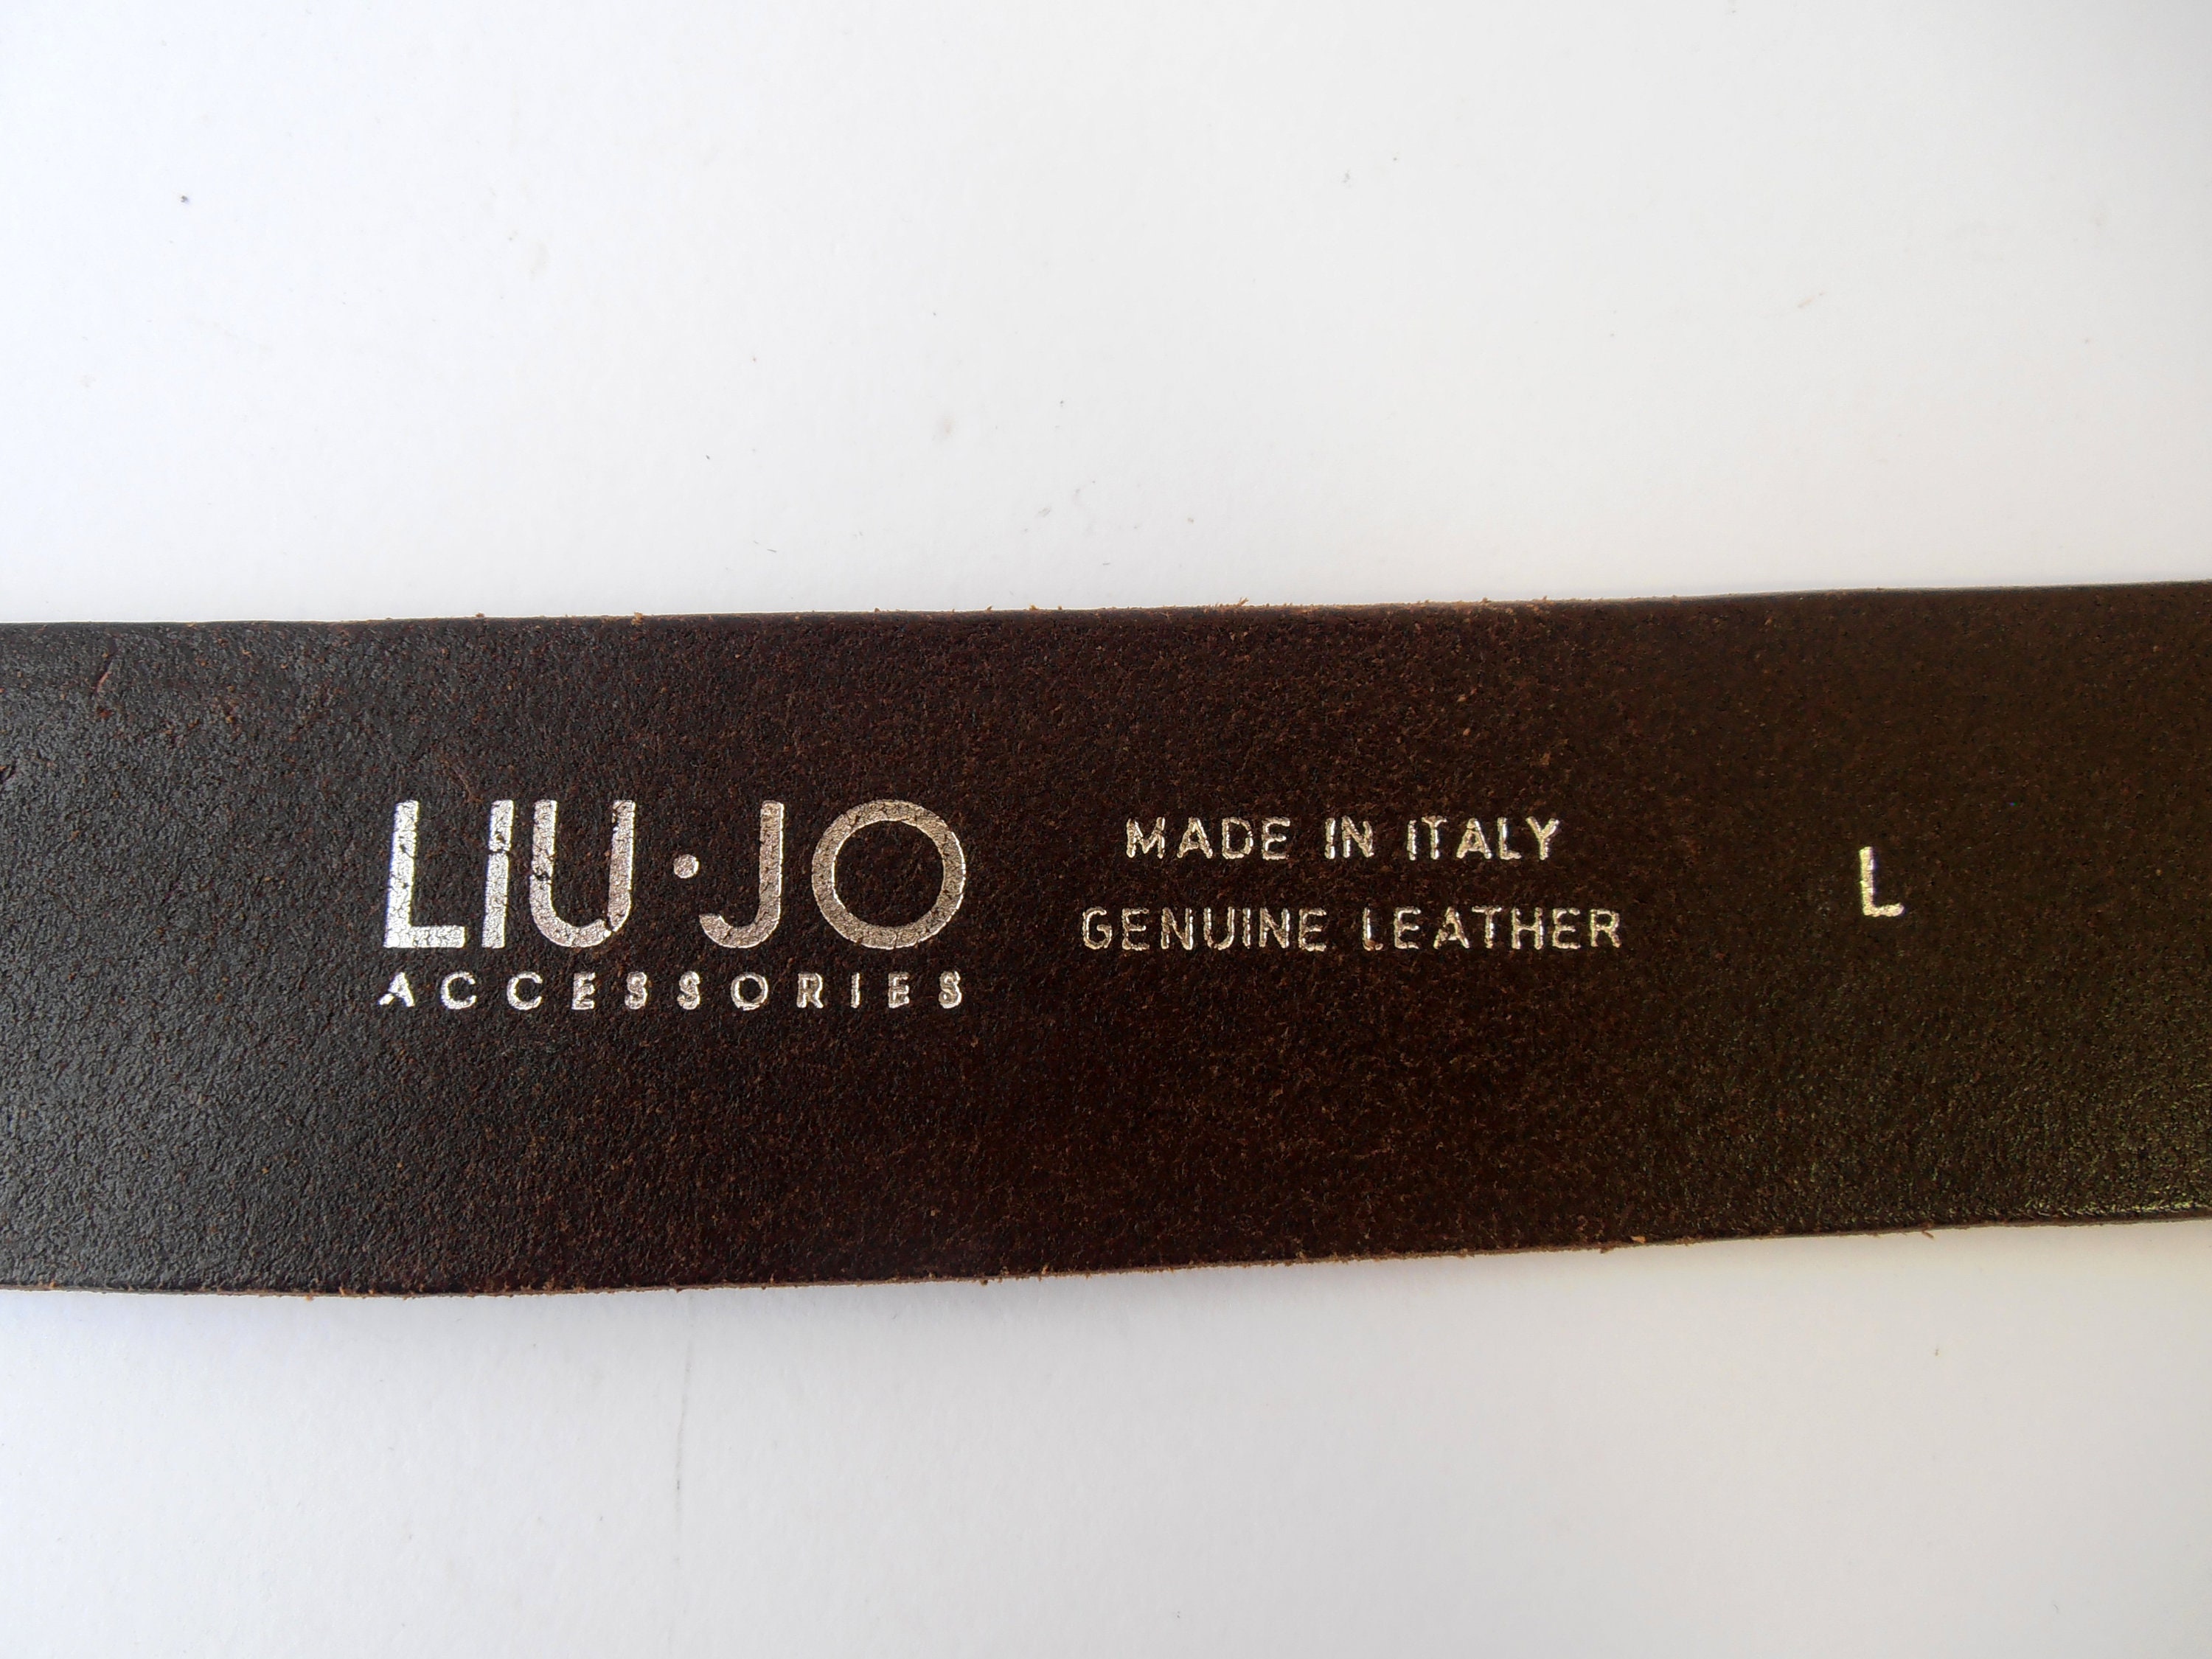 LIU·JO
ACCESSORIES
MADE IN ITALY
GENUINE LEATHER
L